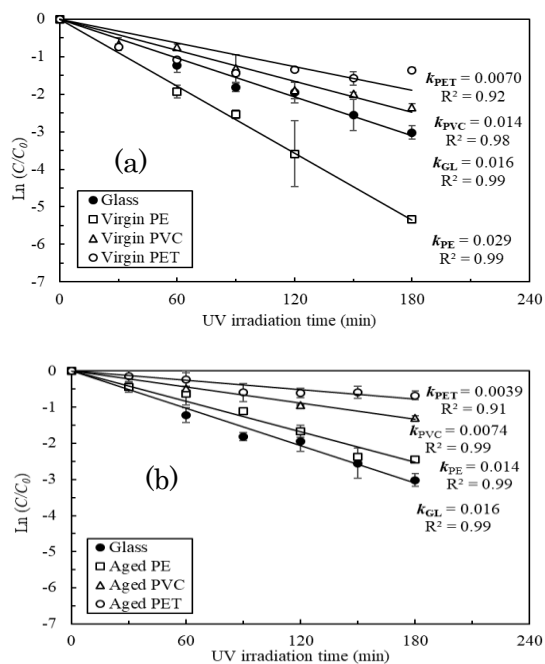 0
-1
-2
-3
-4
-5
-6
-7
Ln (C/C0)
(a)
Glass
Virgin PE
Virgin PVC
Virgin PET
kPET = 0.0070
R² = 0.92
kPVC = 0.014
R² = 0.98
kGL = 0.016
R² = 0.99
kPE = 0.029
R² = 0.99
0 60 120 180 240
UV irradiation time (min)
0
-1
-2
-3
-4
-5
-6
-7
Ln (C/C0)
(b)
Glass
Aged PE
Aged PVC
Aged PET
kPET = 0.0039
R² = 0.91
kPVC = 0.0074
R² = 0.99
kPE = 0.014
R² = 0.99
kGL = 0.016
R² = 0.99
0 60 120 180 240
UV irradiation time (min)